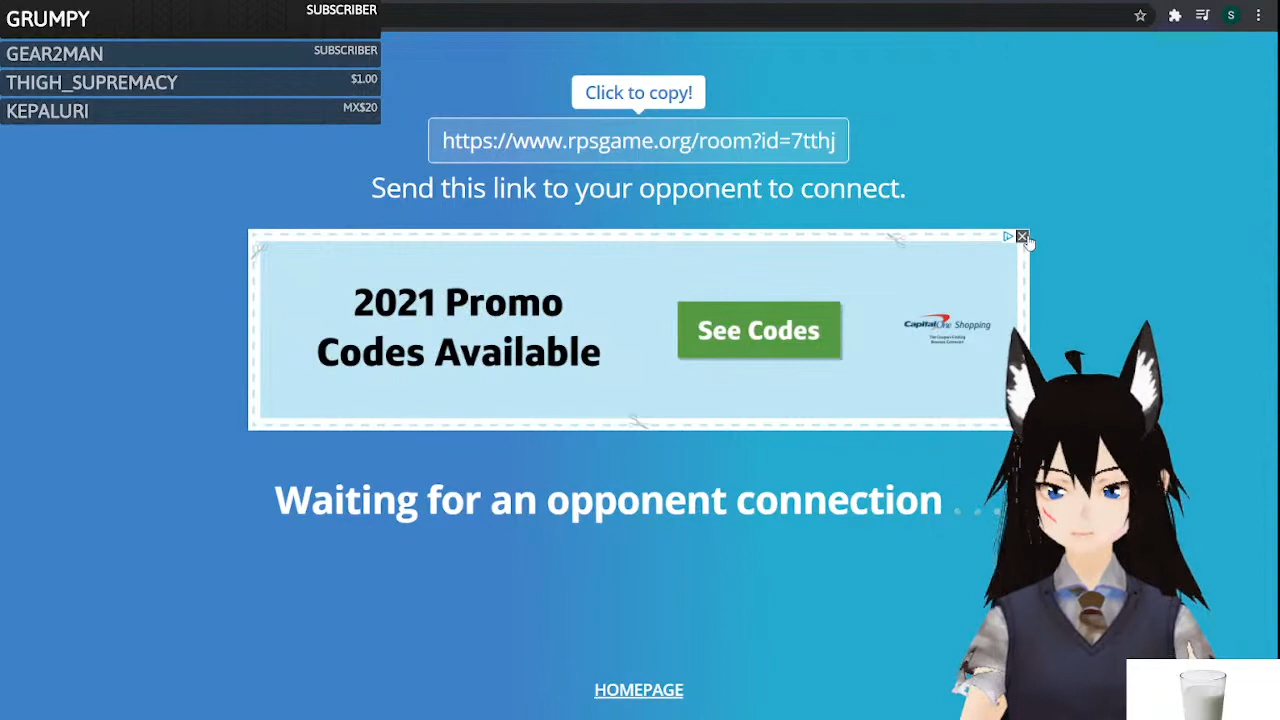 GRUMPY SUBSCRIBER
GEAR2MAN SUBSCRIBER
THIGH_SUPREMACY $1.00
KEPALURI MX$20
S
Click to copy!
https://www.rpsgame.org/room?id=7tthj
Send this link to your opponent to connect.
2021 Promo
Codes Available
See Codes
CapitalOne Shopping
Waiting for an opponent connection . . .
HOMEPAGE